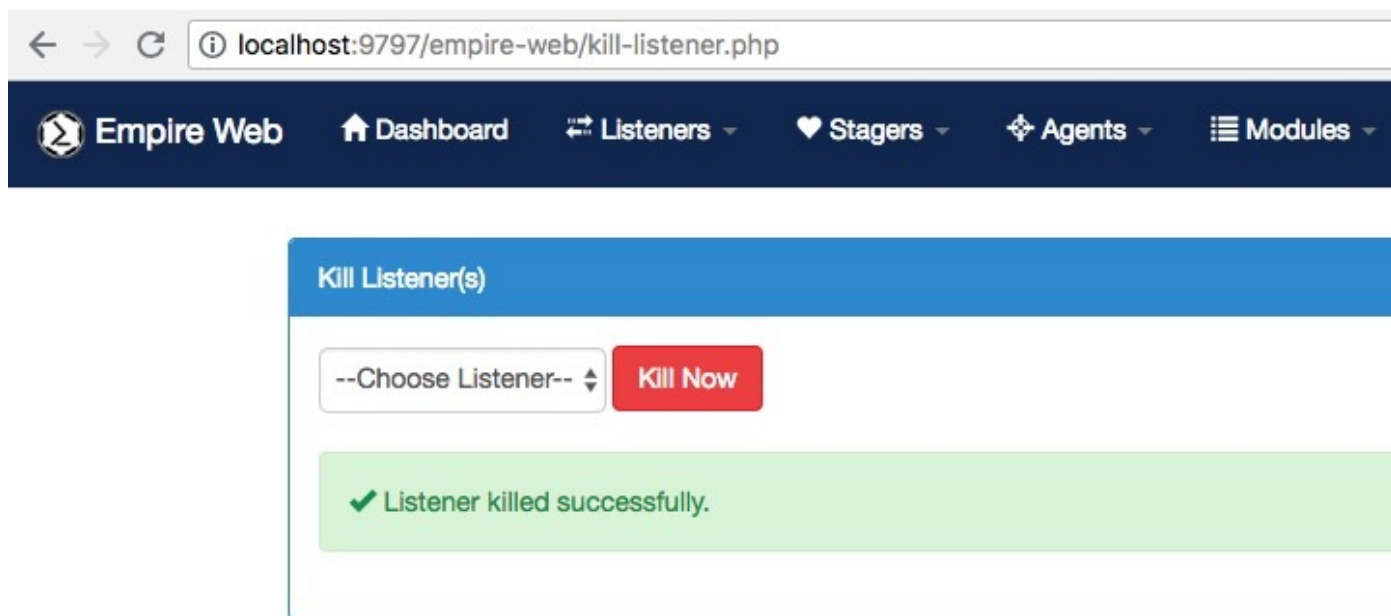 localhost:9797/empire-web/kill-listener.php
Empire Web Dashboard Listeners Stagers Agents Modules
Kill Listener(s)
--Choose Listener-- Kill Now
Listener killed successfully.